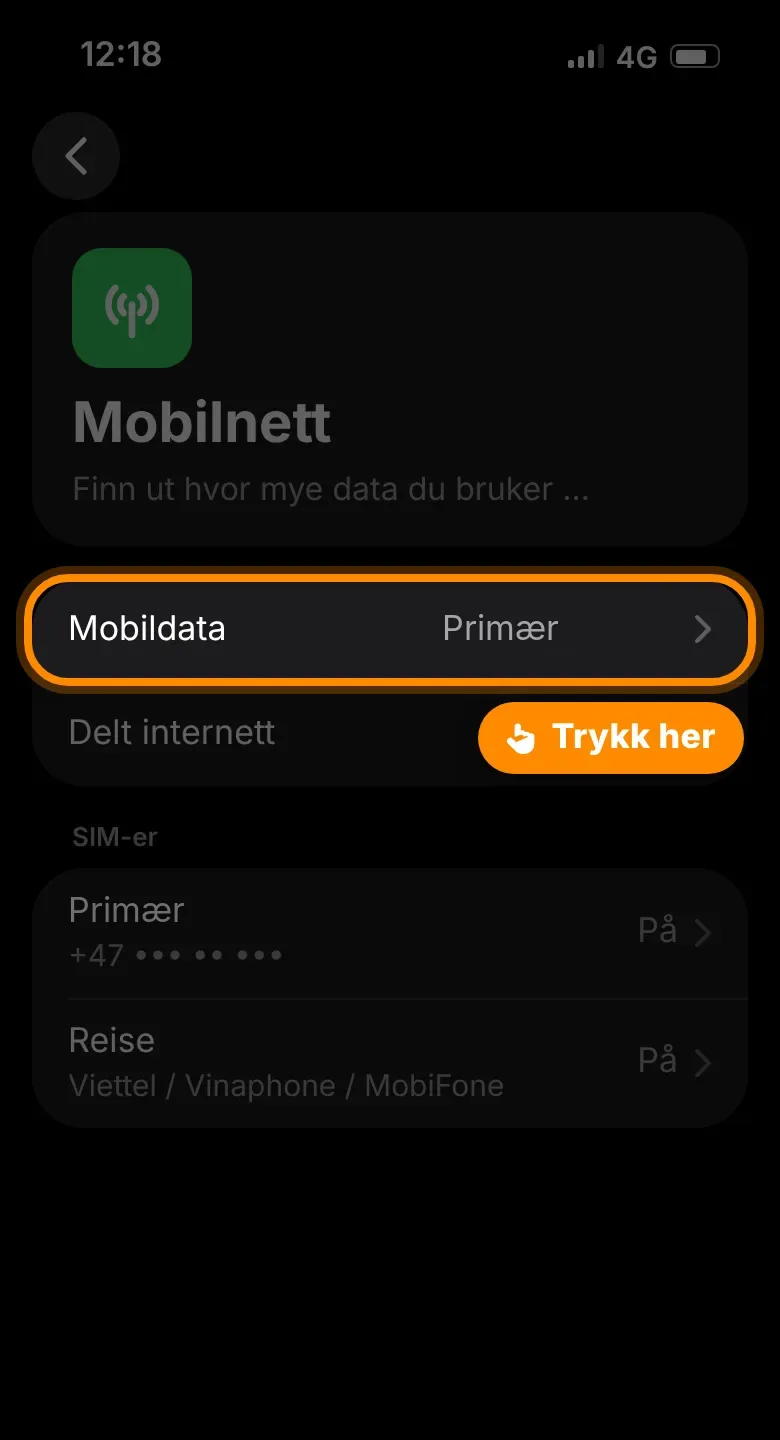 12:18
4G
Mobilnett
Finn ut hvor mye data du bruker ...
Mobildata Primær
Delt internett
Trykk her
SIM-er
Primær
På
+47 ••• •• •••
Reise
På
Viettel / Vinaphone / MobiFone